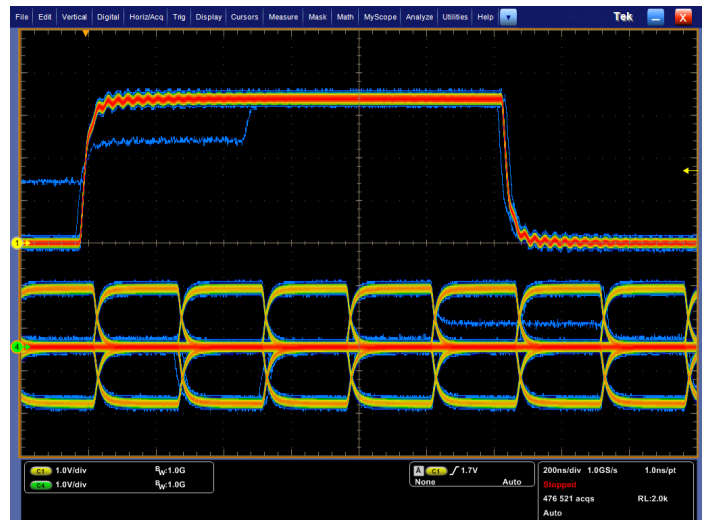 File Edit Vertical Digital Horiz/Acq Trig Display Cursors Measure Mask Math MyScope Analyze Utilities Help Tek X
1
4
C1 1.0V/div BW:1.0G
C4 1.0V/div BW:1.0G
A C1 1.7V
None Auto
200ns/div 1.0GS/s 1.0ns/pt
Stopped
476 521 acqs RL:2.0k
Auto